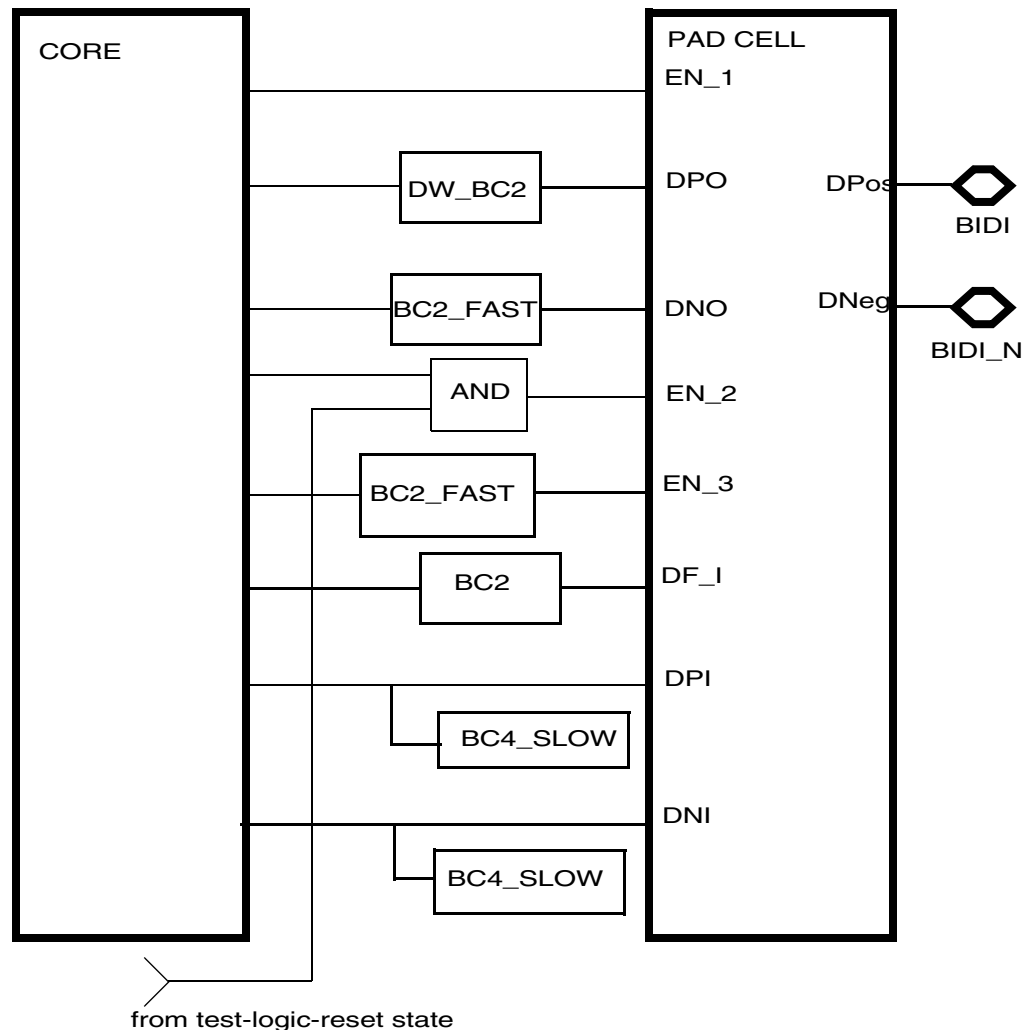 CORE
PAD CELL
EN_1
DW_BC2
DPO
DPos
BIDI
BC2_FAST
DNO
DNeg
BIDI_N
AND
EN_2
BC2_FAST
EN_3
BC2
DF_I
DPI
BC4_SLOW
DNI
BC4_SLOW
from test-logic-reset state